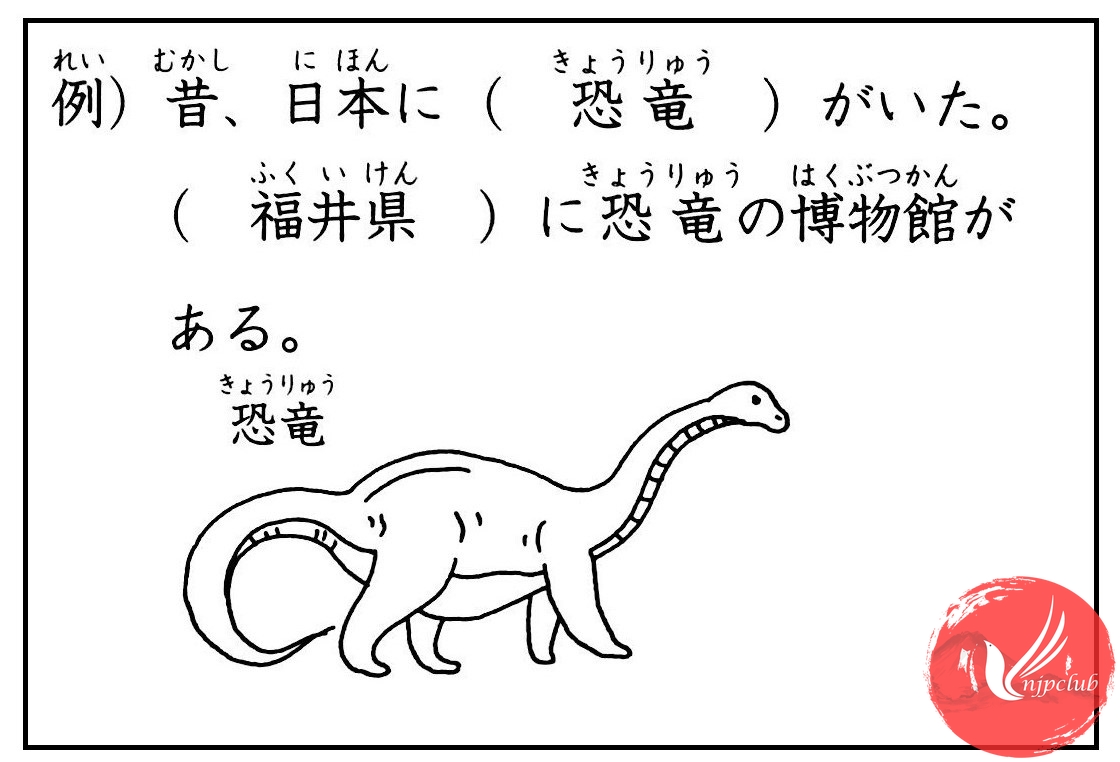 れい むかし に ほん きょうりゅう
例）昔、日本に（ 恐竜 ）がいた。
ふく い けん きょうりゅう はくぶつかん
（ 福井県 ）に恐竜の博物館が
ある。
きょうりゅう
恐竜
njpclub